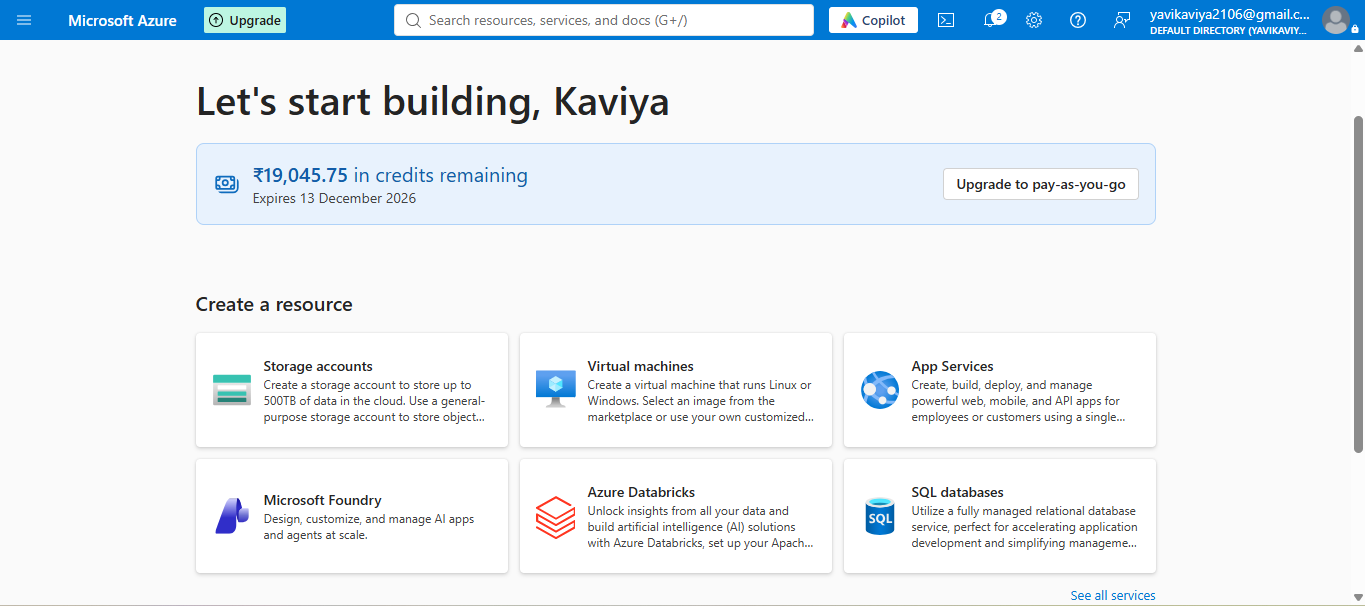 Microsoft Azure
Upgrade
Search resources, services, and docs (G+/)
Copilot
2
yavikaviya2106@gmail.c...
DEFAULT DIRECTORY (YAVIKAVIY...
Let's start building, Kaviya
₹19,045.75 in credits remaining
Expires 13 December 2026
Upgrade to pay-as-you-go
Create a resource
Storage accounts
Create a storage account to store up to
500TB of data in the cloud. Use a general-
purpose storage account to store object...
Virtual machines
Create a virtual machine that runs Linux or
Windows. Select an image from the
marketplace or use your own customized...
App Services
Create, build, deploy, and manage
powerful web, mobile, and API apps for
employees or customers using a single...
Microsoft Foundry
Design, customize, and manage AI apps
and agents at scale.
Azure Databricks
Unlock insights from all your data and
build artificial intelligence (AI) solutions
with Azure Databricks, set up your Apach...
SQL
SQL databases
Utilize a fully managed relational database
service, perfect for accelerating application
development and simplifying manageme...
See all services